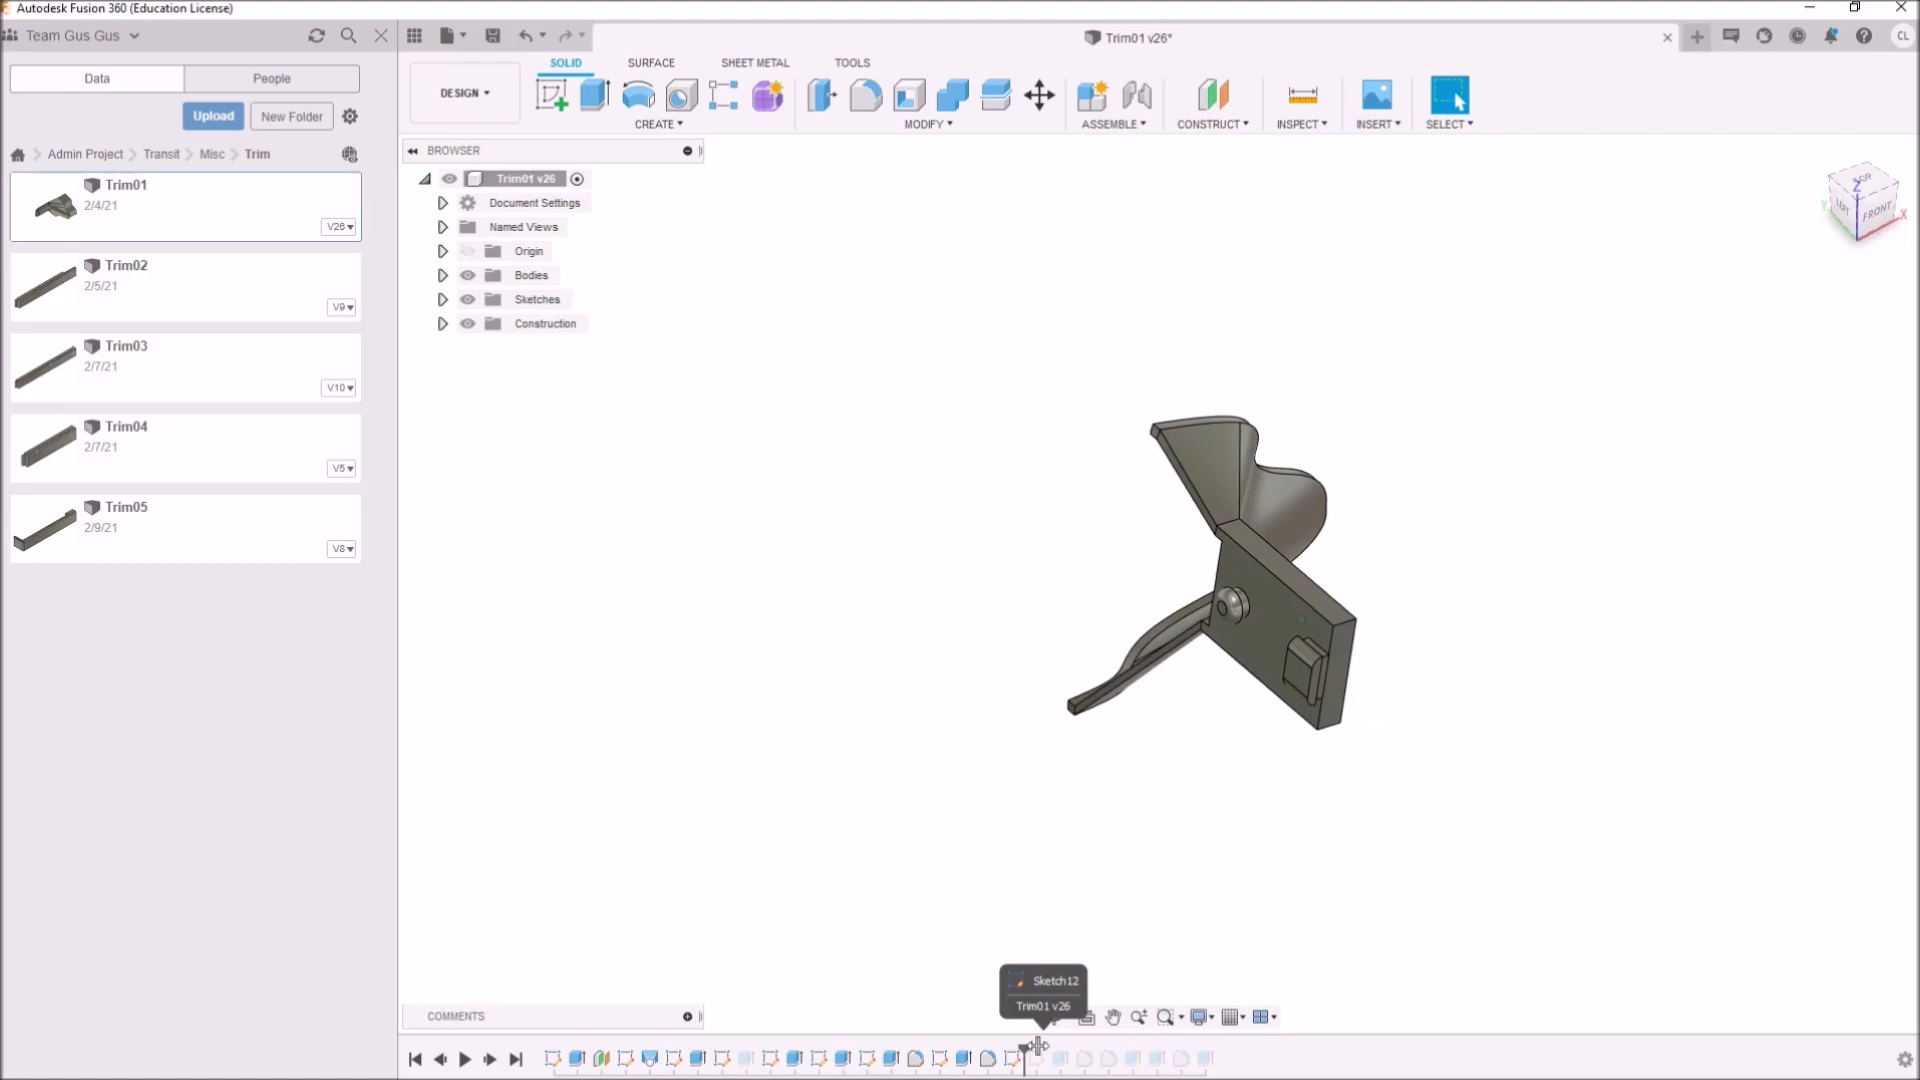 Autodesk Fusion 360 (Education License)
Team Gus Gus
Trim01 v26*
CL
Data
People
Upload
New Folder
Admin Project
Transit
Misc
Trim
Trim01
2/4/21
V26
Trim02
2/5/21
V9
Trim03
2/7/21
V10
Trim04
2/7/21
V5
Trim05
2/9/21
V8
SOLID
SURFACE
SHEET METAL
TOOLS
DESIGN
CREATE
MODIFY
ASSEMBLE
CONSTRUCT
INSPECT
INSERT
SELECT
BROWSER
Trim01 v26
Document Settings
Named Views
Origin
Bodies
Sketches
Construction
TOP
Z
LEFT
FRONT
Y
X
Sketch12
Trim01 v26
COMMENTS